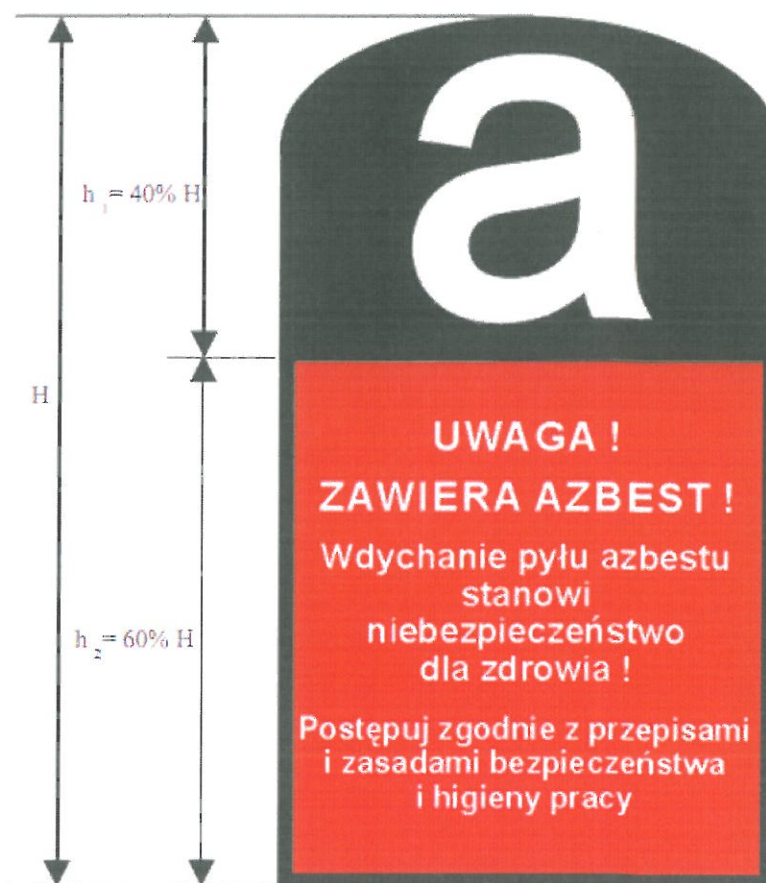 a
h₁ = 40% H
H
UWAGA !
ZAWIERA AZBEST !
Wdychanie pyłu azbestu
stanowi
niebezpieczeństwo
dla zdrowia !
h₂ = 60% H
Postępuj zgodnie z przepisami
i zasadami bezpieczeństwa
i higieny pracy